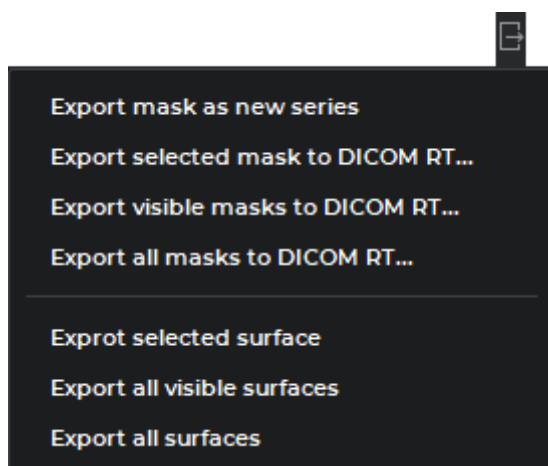 Export mask as new series
Export selected mask to DICOM RT...
Export visible masks to DICOM RT...
Export all masks to DICOM RT...
Exprot selected surface
Export all visible surfaces
Export all surfaces